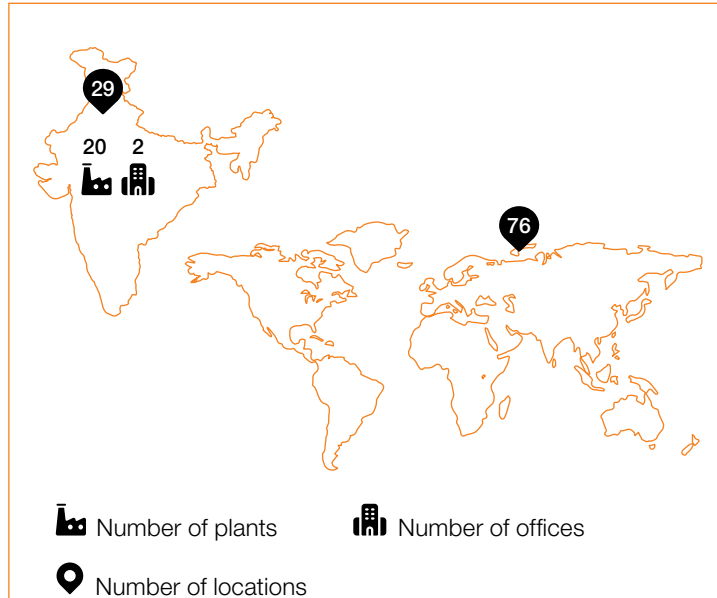 29
20 2
76
Number of plants
Number of offices
Number of locations